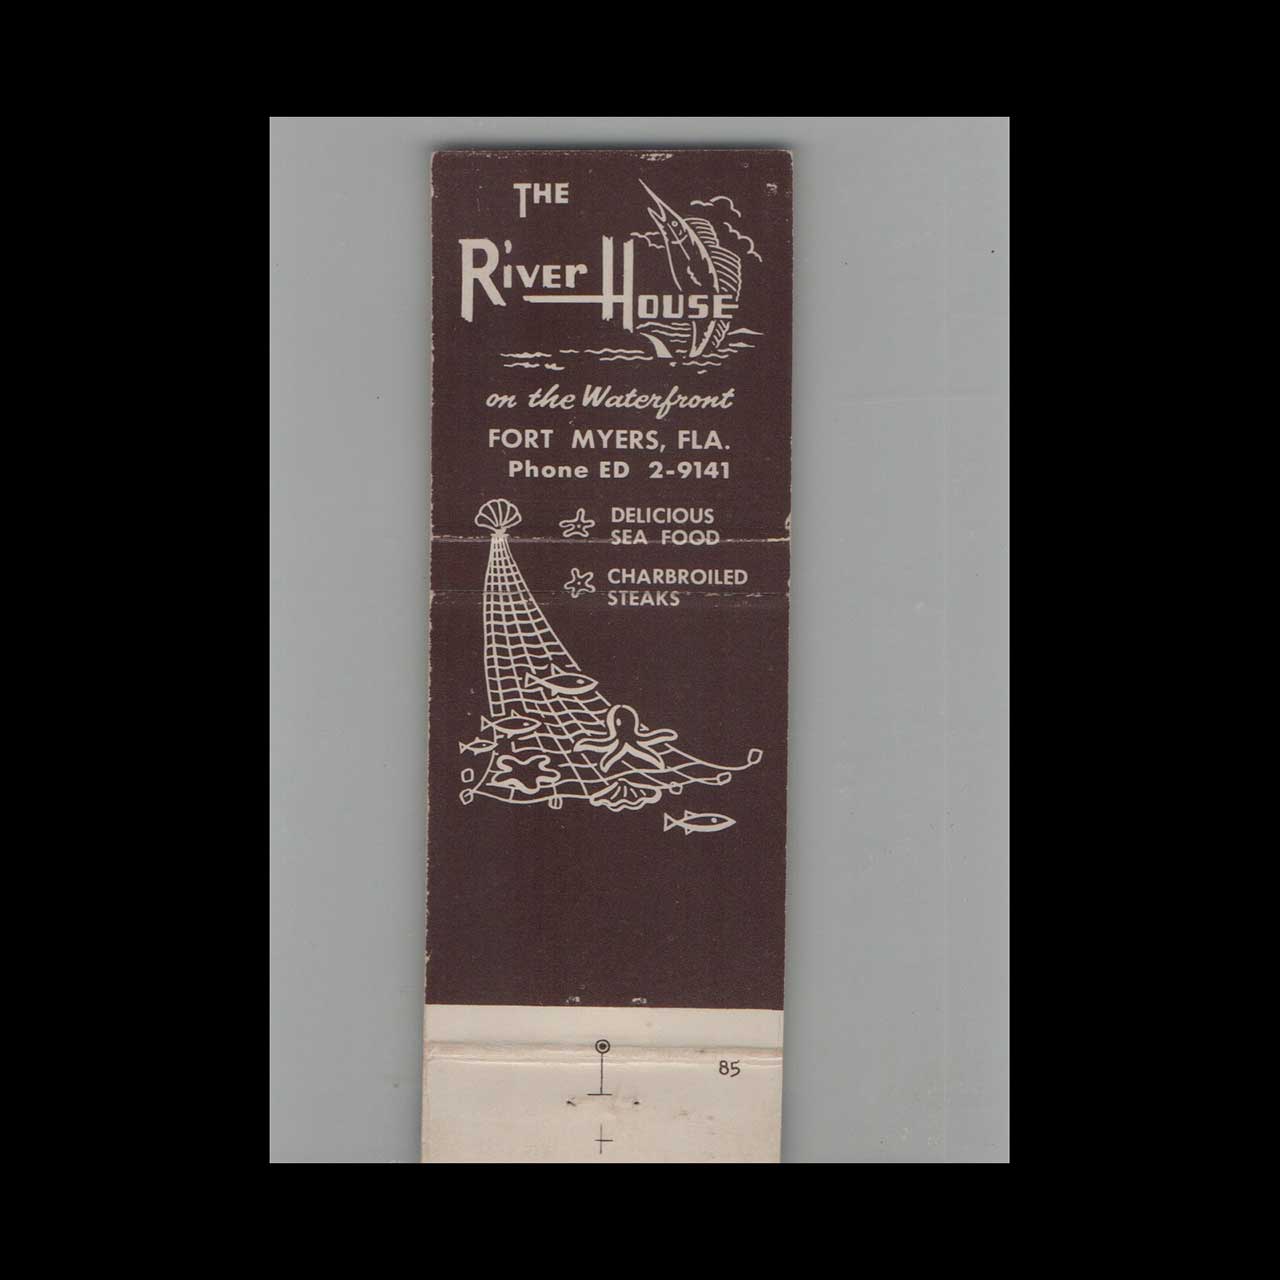 THE
River House
on the Waterfront
FORT MYERS, FLA.
Phone ED 2-9141
DELICIOUS
SEA FOOD
CHARBROILED
STEAKS
85